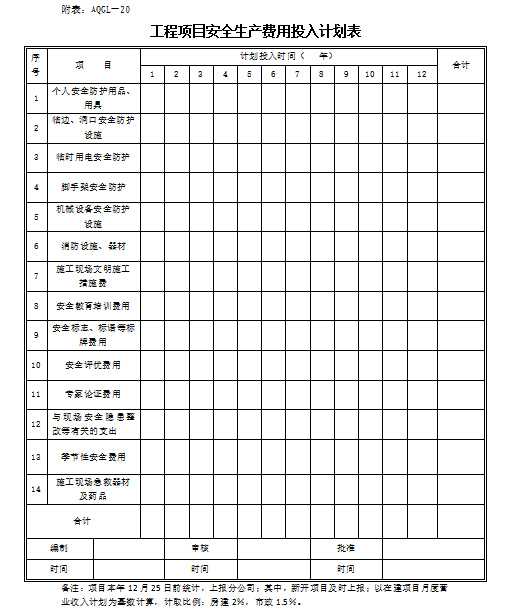 附表：AQGL－20
工程项目安全生产费用投入计划表
序号 项 目 计划投入时间（ 年） 合计
1 2 3 4 5 6 7 8 9 10 11 12
1 个人安全防护用品、
用具
2 临边、洞口安全防护
设施
3 临时用电安全防护
4 脚手架安全防护
5 机械设备安全防护
设施
6 消防设施、器材
7 施工现场文明施工
措施费
8 安全教育培训费用
9 安全标志、标语等标
牌费用
10 安全评优费用
11 专家论证费用
12 与现场安全隐患整
改等有关的支出
13 季节性安全费用
14 施工现场急救器材
及药品
合计
编制 审核 批准
时间 时间 时间
备注：项目本年12月25日前统计，上报分公司；其中，新开项目及时上报；以在建项目月度营
业收入计划为基数计算，计取比例：房建2%，市政1.5%。